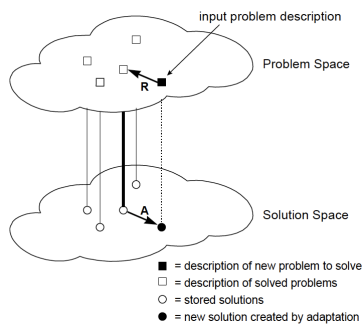 input problem description
Problem Space
R
A
Solution Space
= description of new problem to solve
= description of solved problems
= stored solutions
= new solution created by adaptation